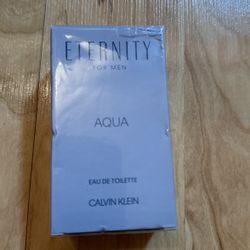 ETERNITY
FOR MEN
AQUA
EAU DE TOILETTE
CALVIN KLEIN